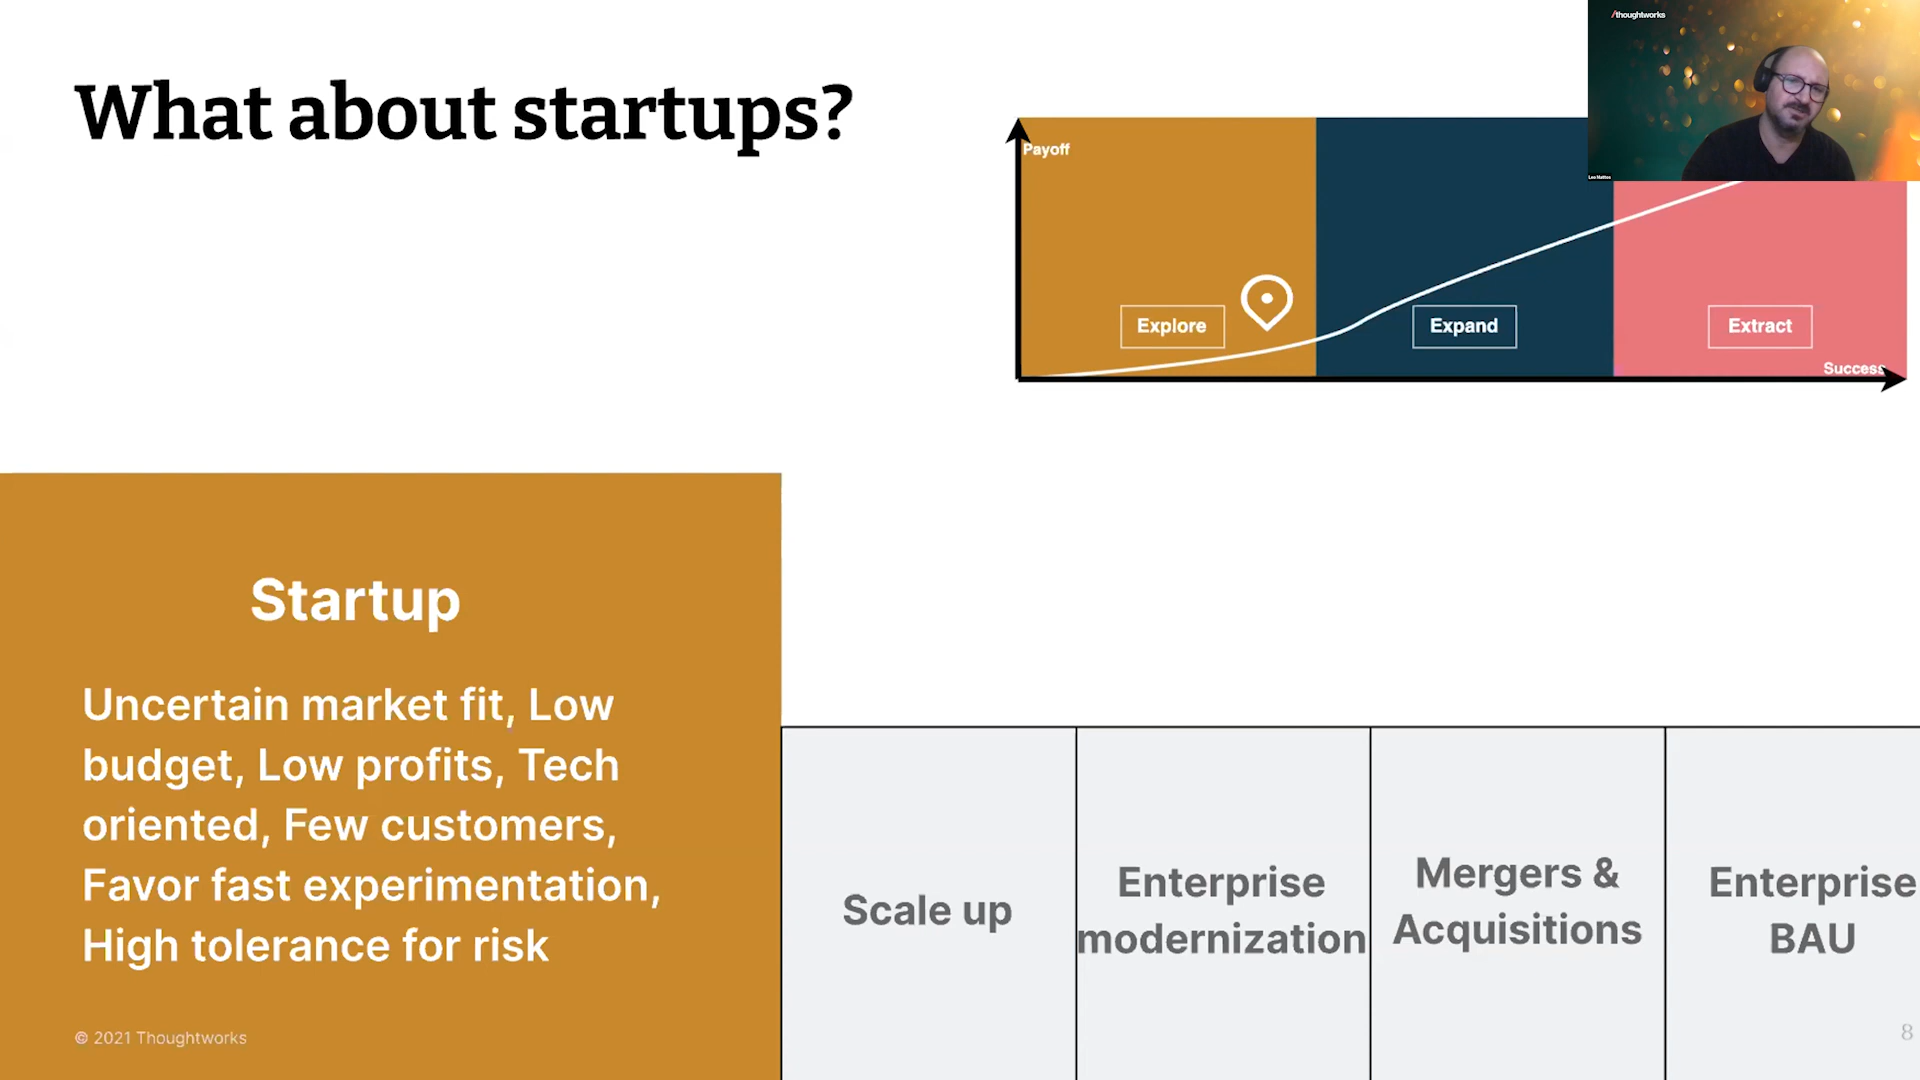 /thoughtworks
What about startups?
Payoff
Explore
Expand
Extract
Success
Leo Mattos
Startup
Uncertain market fit, Low
budget, Low profits, Tech
oriented, Few customers,
Favor fast experimentation,
High tolerance for risk
Scale up
Enterprise
modernization
Mergers &
Acquisitions
Enterprise
BAU
© 2021 Thoughtworks
8